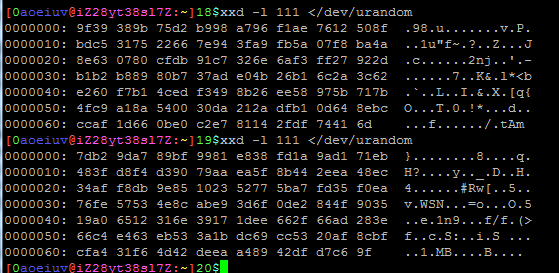 [0aoeiuv@iZ28yt38sl7Z:~]18$xxd -l 111 </dev/urandom
0000000: 9f39 389b 75d2 b998 a796 f1ae 7612 508f  .98.u.......v.P.
0000010: bdc5 3175 2266 7e94 3fa9 fb5a 07f8 ba4a  ..1u"f~.?..Z...J
0000020: 8e63 0780 cfdb 91c7 326e 6af3 ff27 922d  .c......2nj..'.-
0000030: b1b2 b889 80b7 37ad e04b 26b1 6c2a 3c62  ......7..K&.l*<b
0000040: e260 f7b1 4ced f349 8b26 ee58 975b 717b  .`..L..I.&.X.[q{
0000050: 4fc9 a18a 5400 30da 212a dfb1 0d64 8ebc  O...T.0.!*...d..
0000060: ccaf 1d66 0be0 c2e7 8114 2fdf 7441 6d    ...f....../.tAm
[0aoeiuv@iZ28yt38sl7Z:~]19$xxd -l 111 </dev/urandom
0000000: 7db2 9da7 89bf 9981 e838 fd1a 9ad1 71eb  }........8....q.
0000010: 483f d8f4 d390 79aa ea5f 8b44 2eea 48ec  H?....y.._.D..H.
0000020: 34af f8db 9e85 1023 5277 5ba7 fd35 f0ea  4......#Rw[..5..
0000030: 76fe 5753 4e8c abe9 3d6f 0de2 844f 9035  v.WSN...=o...O.5
0000040: 19a0 6512 316e 3917 1dee 662f 66ad 283e  ..e.1n9...f/f.(>
0000050: 66c4 e463 eb53 3a1b dc69 cc53 20af 8cbf  f..c.S:..i.S ...
0000060: cfa4 31f6 4d42 deea a489 42df d7c6 9f    ..1.MB....B....
[0aoeiuv@iZ28yt38sl7Z:~]20$